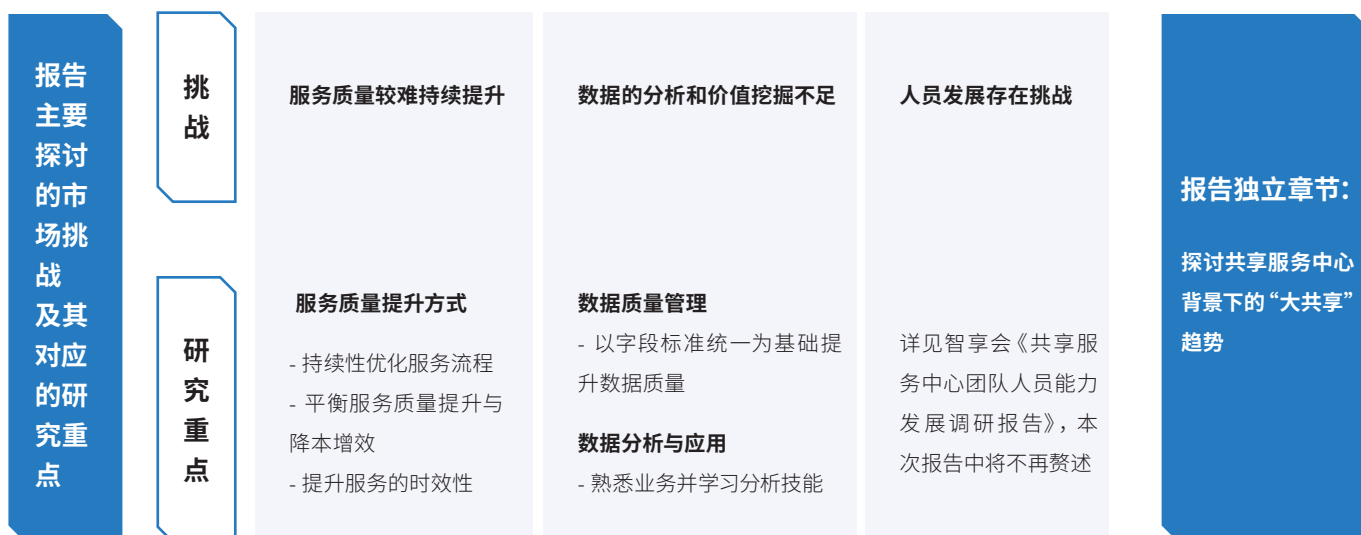 报告
主要
探讨
的市
场挑
战
及其
对应
的研
究重
点
挑
战
服务质量较难持续提升
数据的分析和价值挖掘不足
人员发展存在挑战
研
究
重
点
服务质量提升方式
- 持续性优化服务流程
- 平衡服务质量提升与
降本增效
- 提升服务的时效性
数据质量管理
- 以字段标准统一为基础提
升数据质量
数据分析与应用
- 熟悉业务并学习分析技能
详见智享会《共享服
务中心团队人员能力
发展调研报告》，本
次报告中将不再赘述
报告独立章节：
探讨共享服务中心
背景下的“大共享”
趋势